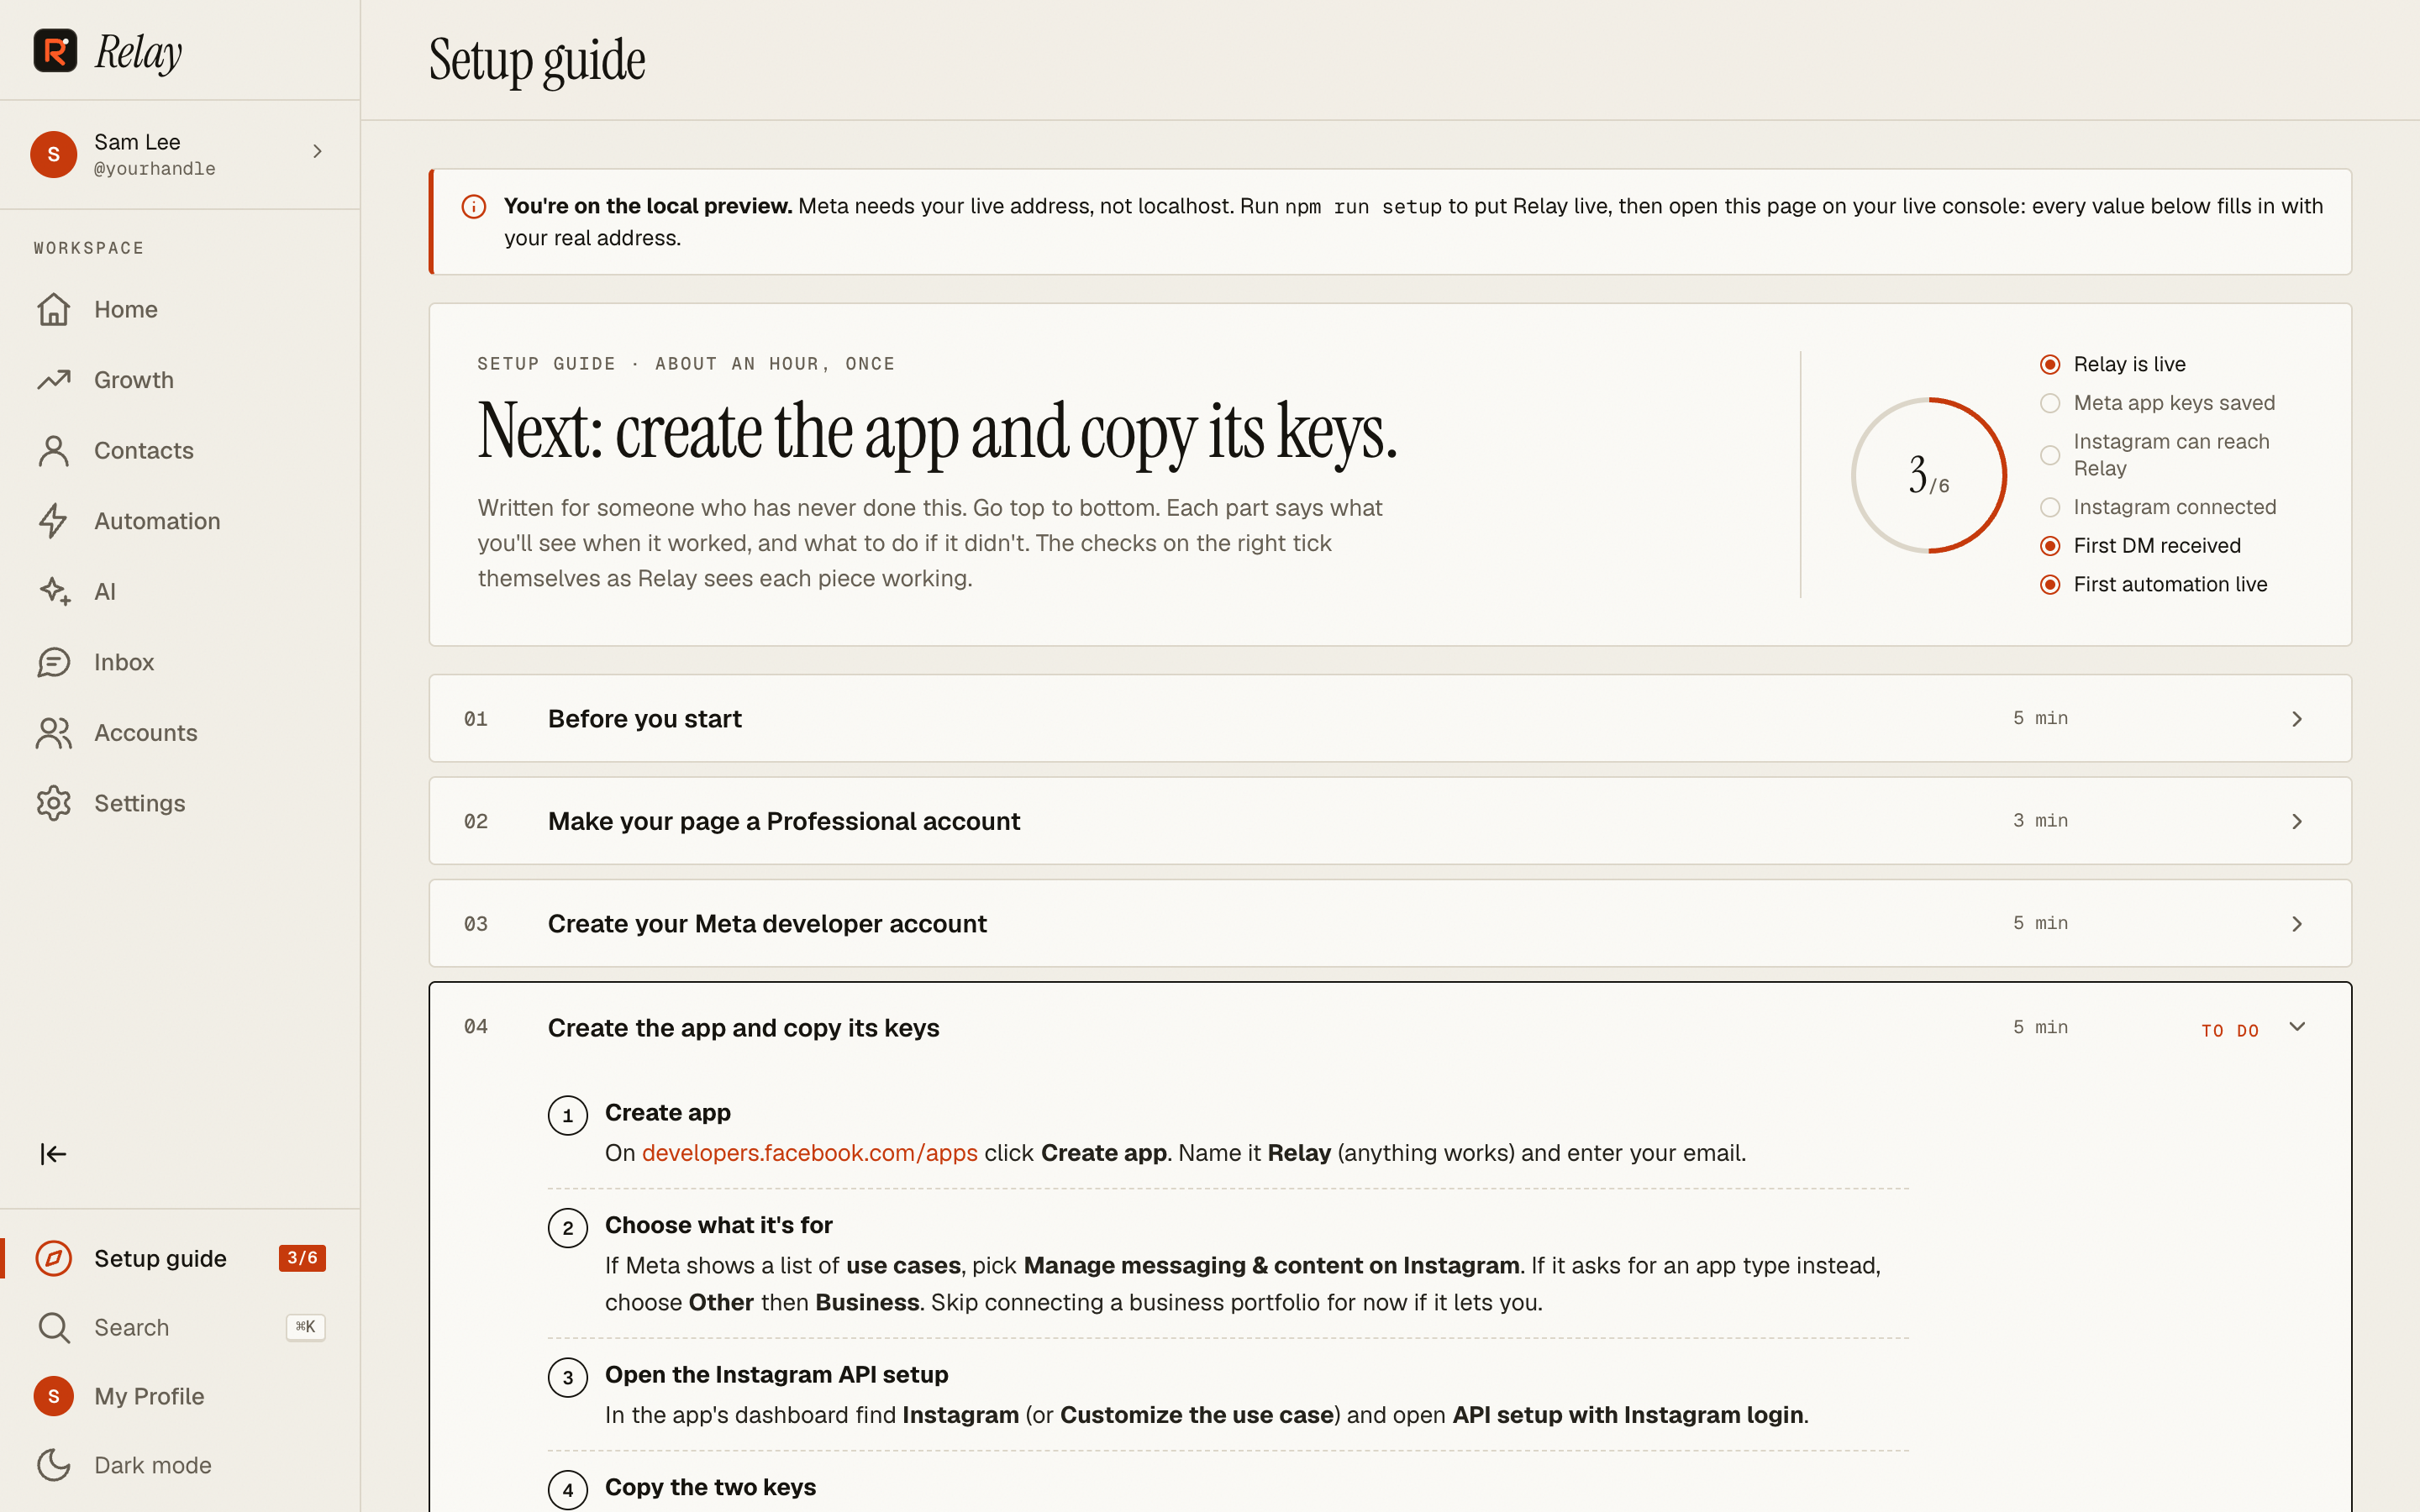 Relay
S
Sam Lee
@yourhandle
WORKSPACE
Home
Growth
Contacts
Automation
AI
Inbox
Accounts
Settings
Setup guide 3/6
Search ⌘K
S My Profile
Dark mode
Setup guide
You're on the local preview. Meta needs your live address, not localhost. Run npm run setup to put Relay live, then open this page on your live console: every value below fills in with
your real address.
SETUP GUIDE · ABOUT AN HOUR, ONCE
Next: create the app and copy its keys.
Written for someone who has never done this. Go top to bottom. Each part says what
you'll see when it worked, and what to do if it didn't. The checks on the right tick
themselves as Relay sees each piece working.
3/6
Relay is live
Meta app keys saved
Instagram can reach
Relay
Instagram connected
First DM received
First automation live
01 Before you start 5 min
02 Make your page a Professional account 3 min
03 Create your Meta developer account 5 min
04 Create the app and copy its keys 5 min TO DO
1 Create app
On developers.facebook.com/apps click Create app. Name it Relay (anything works) and enter your email.
2 Choose what it's for
If Meta shows a list of use cases, pick Manage messaging & content on Instagram. If it asks for an app type instead,
choose Other then Business. Skip connecting a business portfolio for now if it lets you.
3 Open the Instagram API setup
In the app's dashboard find Instagram (or Customize the use case) and open API setup with Instagram login.
4 Copy the two keys